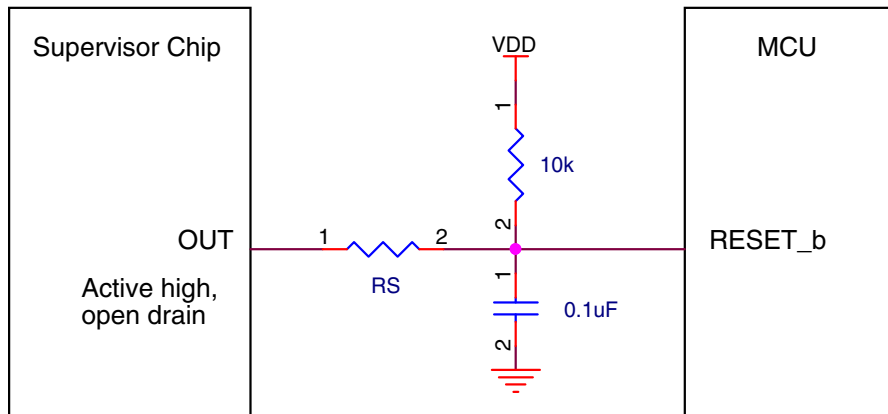 Supervisor Chip
VDD
MCU
1
10k
2
OUT
1
2
RESET_b
RS
1
Active high,
open drain
0.1uF
2